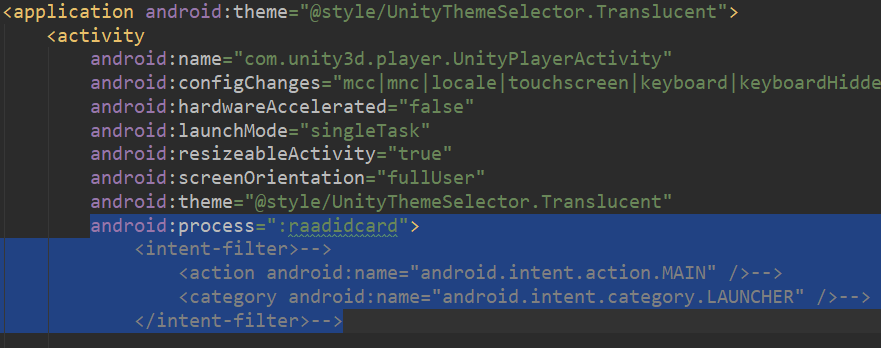 <application android:theme="@style/UnityThemeSelector.Translucent">
<activity
android:name="com.unity3d.player.UnityPlayerActivity"
android:configChanges="mcc|mnc|locale|touchscreen|keyboard|keyboardHidde
android:hardwareAccelerated="false"
android:launchMode="singleTask"
android:resizeableActivity="true"
android:screenOrientation="fullUser"
android:theme="@style/UnityThemeSelector.Translucent"
android:process=":raadidcard">
<intent-filter>-->
<action android:name="android.intent.action.MAIN" />-->
<category android:name="android.intent.category.LAUNCHER" />-->
</intent-filter>-->